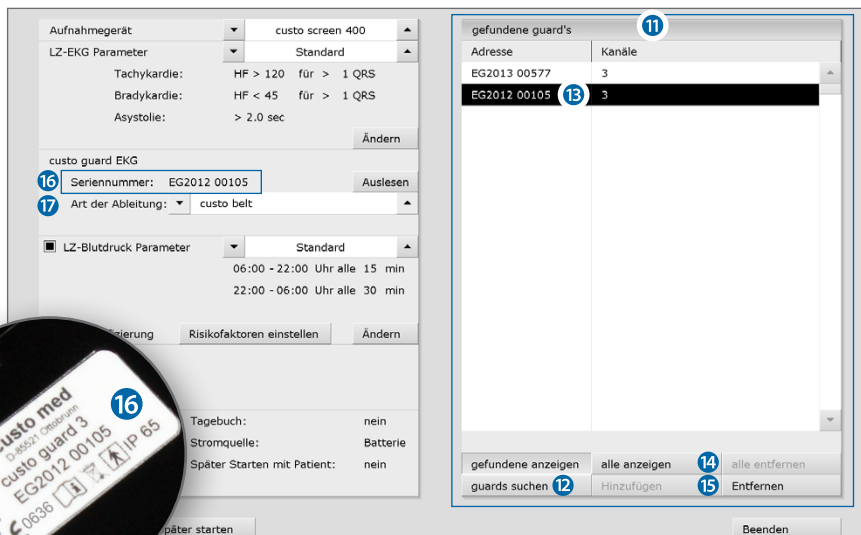 Aufnahmegerät custo screen 400
LZ-EKG Parameter Standard
Tachykardie: HF > 120 für > 1 QRS
Bradykardie: HF < 45 für > 1 QRS
Asystolie: > 2.0 sec
Ändern
custo guard EKG
16 Seriennummer: EG2012 00105 Auslesen
17 Art der Ableitung: custo belt
LZ-Blutdruck Parameter Standard
06:00 - 22:00 Uhr alle 15 min
22:00 - 06:00 Uhr alle 30 min
zierung Risikofaktoren einstellen Ändern
Tagebuch: nein
Stromquelle: Batterie
Später Starten mit Patient: nein
päter starten
16
custo med
D-85521 Ottobrunn
custo guard 3
EG2012 00105
0636 IP 65
gefundene guard's 11
Adresse Kanäle
EG2013 00577 3
EG2012 00105 13 3
gefundene anzeigen alle anzeigen 14 alle entfernen
guards suchen 12 Hinzufügen 15 Entfernen
Beenden